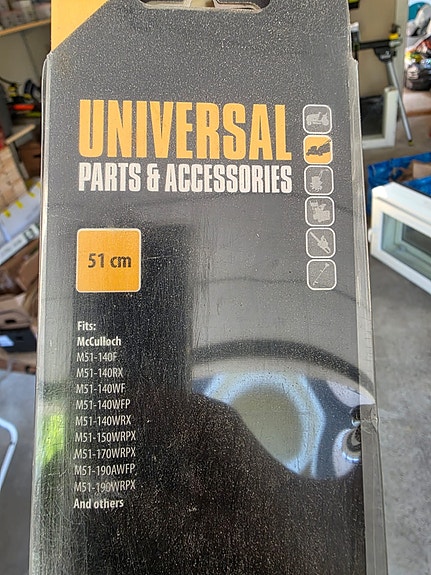 UNIVERSAL
PARTS & ACCESSORIES
51 cm
Fits:
McCulloch
M51-140F
M51-140RX
M51-140WF
M51-140WFP
M51-140WRX
M51-150WRPX
M51-170WRPX
M51-190AWFP
M51-190WRPX
And others